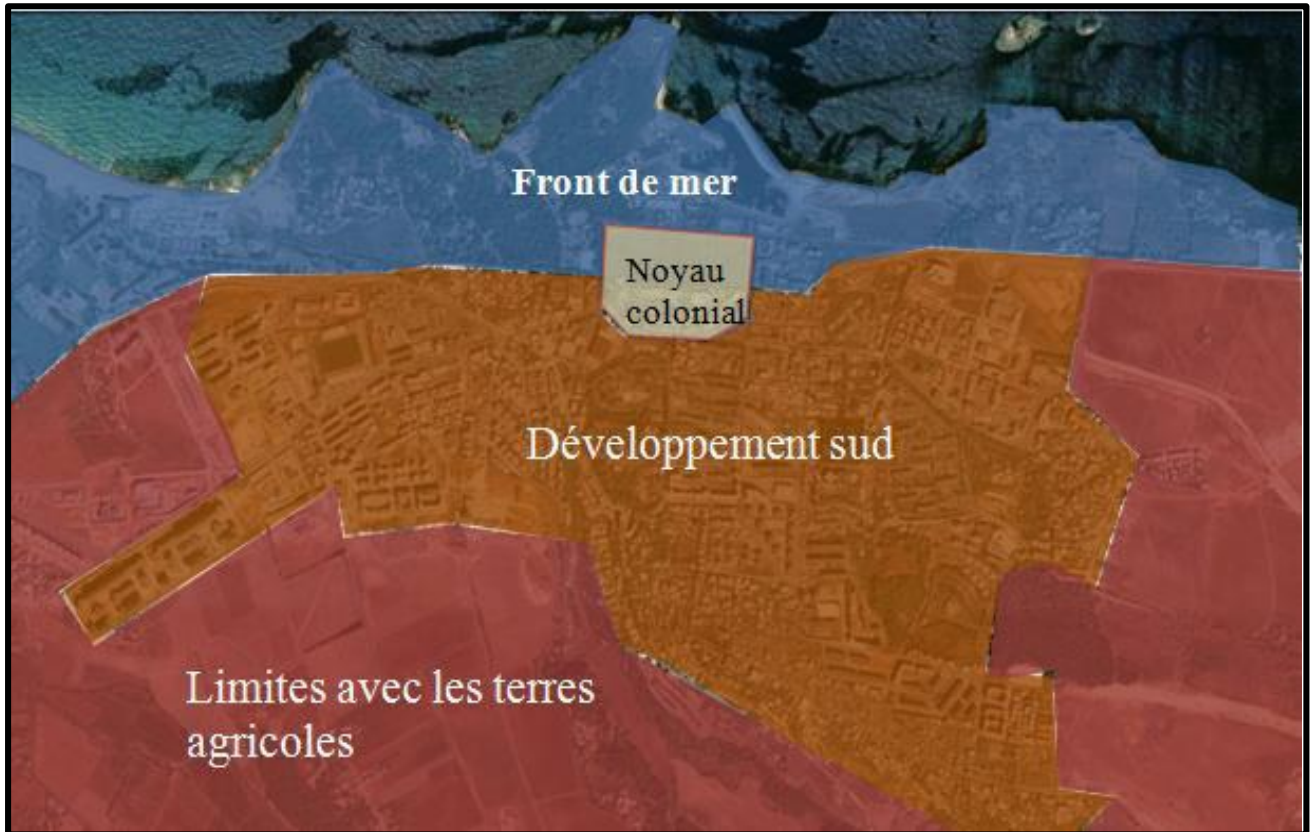 Front de mer
Noyau
colonial
Développement sud
Limites avec les terres
agricoles